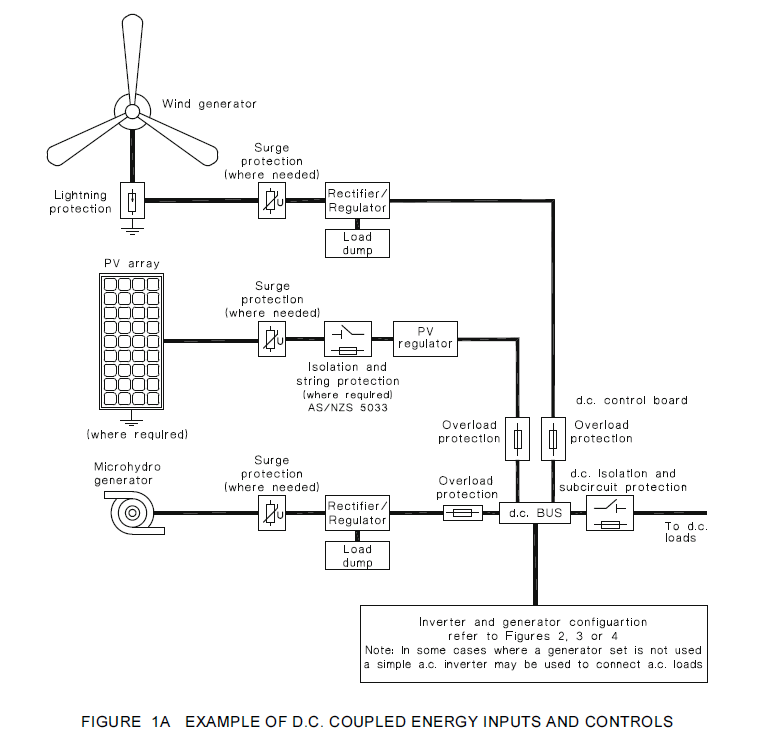 Wind generator
Surge
protection
(where needed)
Lightning
protection
U
Rectifier/
Regulator
Load
dump
PV array
Surge
protection
(where needed)
U
PV
regulator
Isolation and
string protection
(where required)
AS/NZS 5033
(where required)
d.c. control board
Overload
protection
Overload
protection
Microhydro
generator
Surge
protection
(where needed)
U
Rectifier/
Regulator
Load
dump
Overload
protection
d.c. BUS
d.c. Isolation and
subcircuit protection
To d.c.
loads
Inverter and generator configuartion
refer to Figures 2, 3 or 4
Note: In some cases where a generator set is not used
a simple a.c. inverter may be used to connect a.c. loads
FIGURE 1A EXAMPLE OF D.C. COUPLED ENERGY INPUTS AND CONTROLS